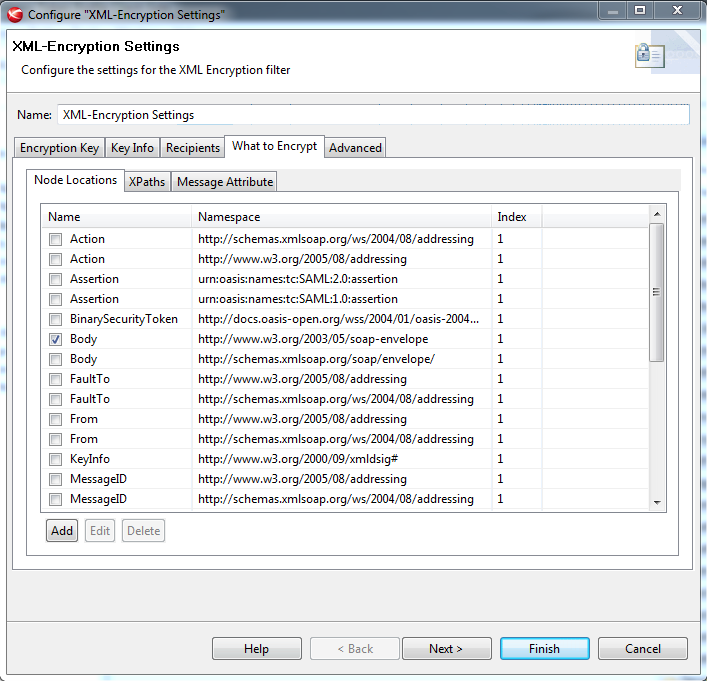 Configure "XML-Encryption Settings"
XML-Encryption Settings
Configure the settings for the XML Encryption filter
Name: XML-Encryption Settings
Encryption Key Key Info Recipients What to Encrypt Advanced
Node Locations XPaths Message Attribute
Name Namespace Index
Action http://schemas.xmlsoap.org/ws/2004/08/addressing 1
Action http://www.w3.org/2005/08/addressing 1
Assertion urn:oasis:names:tc:SAML:2.0:assertion 1
Assertion urn:oasis:names:tc:SAML:1.0:assertion 1
BinarySecurityToken http://docs.oasis-open.org/wss/2004/01/oasis-2004... 1
Body http://www.w3.org/2003/05/soap-envelope 1
Body http://schemas.xmlsoap.org/soap/envelope/ 1
FaultTo http://www.w3.org/2005/08/addressing 1
FaultTo http://schemas.xmlsoap.org/ws/2004/08/addressing 1
From http://www.w3.org/2005/08/addressing 1
From http://schemas.xmlsoap.org/ws/2004/08/addressing 1
KeyInfo http://www.w3.org/2000/09/xmldsig# 1
MessageID http://www.w3.org/2005/08/addressing 1
MessageID http://schemas.xmlsoap.org/ws/2004/08/addressing 1
Add Edit Delete
Help < Back Next > Finish Cancel